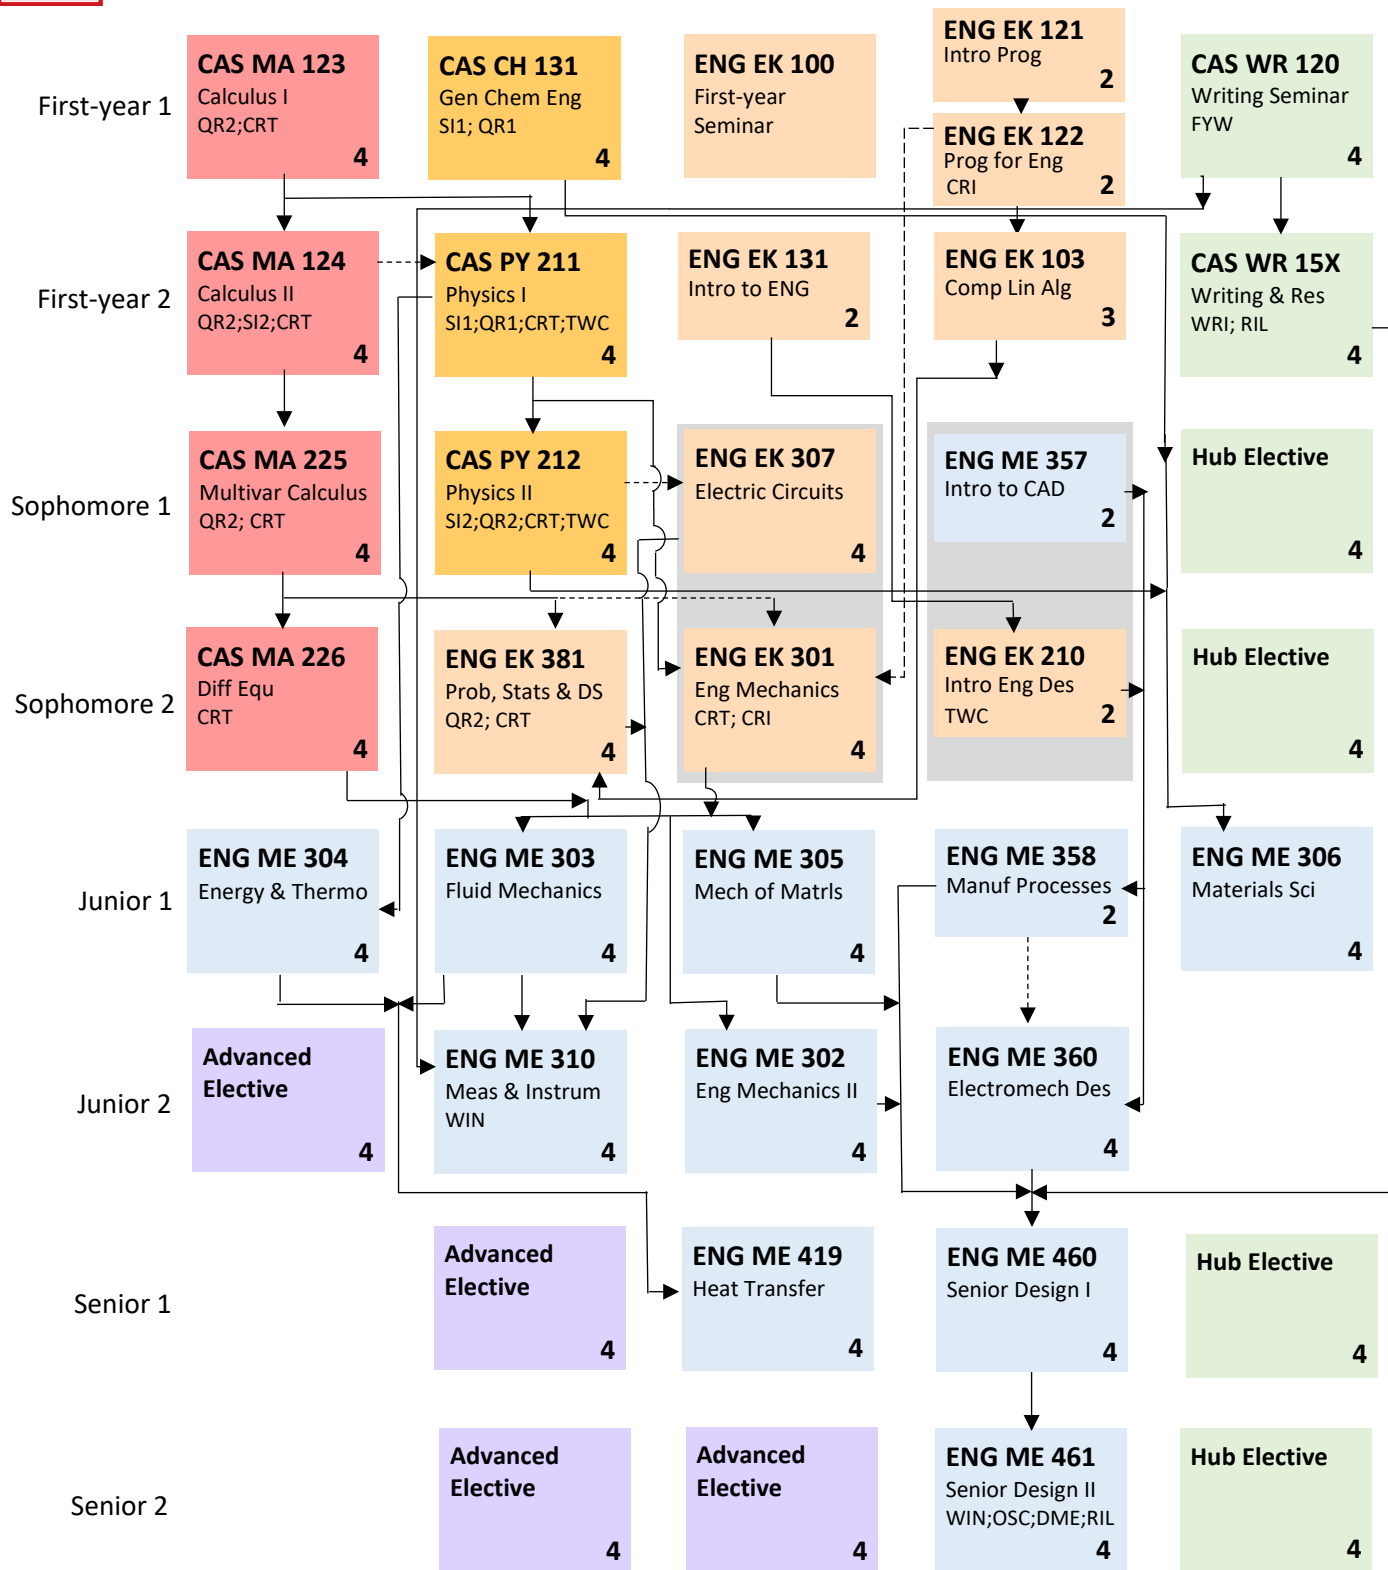 First-year 1
CAS MA 123
Calculus I
QR2;CRT
4
CAS CH 131
Gen Chem Eng
SI1; QR1
4
ENG EK 100
First-year
Seminar
ENG EK 121
Intro Prog
2
ENG EK 122
Prog for Eng
CRI
2
CAS WR 120
Writing Seminar
FYW
4
First-year 2
CAS MA 124
Calculus II
QR2;SI2;CRT
4
CAS PY 211
Physics I
SI1;QR1;CRT;TWC
4
ENG EK 131
Intro to ENG
2
ENG EK 103
Comp Lin Alg
3
CAS WR 15X
Writing & Res
WRI; RIL
4
Sophomore 1
CAS MA 225
Multivar Calculus
QR2; CRT
4
CAS PY 212
Physics II
SI2;QR2;CRT;TWC
4
ENG EK 307
Electric Circuits
4
ENG ME 357
Intro to CAD
2
Hub Elective
4
Sophomore 2
CAS MA 226
Diff Equ
CRT
4
ENG EK 381
Prob, Stats & DS
QR2; CRT
4
ENG EK 301
Eng Mechanics
CRT; CRI
4
ENG EK 210
Intro Eng Des
TWC
2
Hub Elective
4
Junior 1
ENG ME 304
Energy & Thermo
4
ENG ME 303
Fluid Mechanics
4
ENG ME 305
Mech of Matrls
4
ENG ME 358
Manuf Processes
2
ENG ME 306
Materials Sci
4
Junior 2
Advanced
Elective
4
ENG ME 310
Meas & Instrum
WIN
4
ENG ME 302
Eng Mechanics II
4
ENG ME 360
Electromech Des
4
Senior 1
Advanced
Elective
4
ENG ME 419
Heat Transfer
4
ENG ME 460
Senior Design I
4
Hub Elective
4
Senior 2
Advanced
Elective
4
Advanced
Elective
4
ENG ME 461
Senior Design II
WIN;OSC;DME;RIL
4
Hub Elective
4